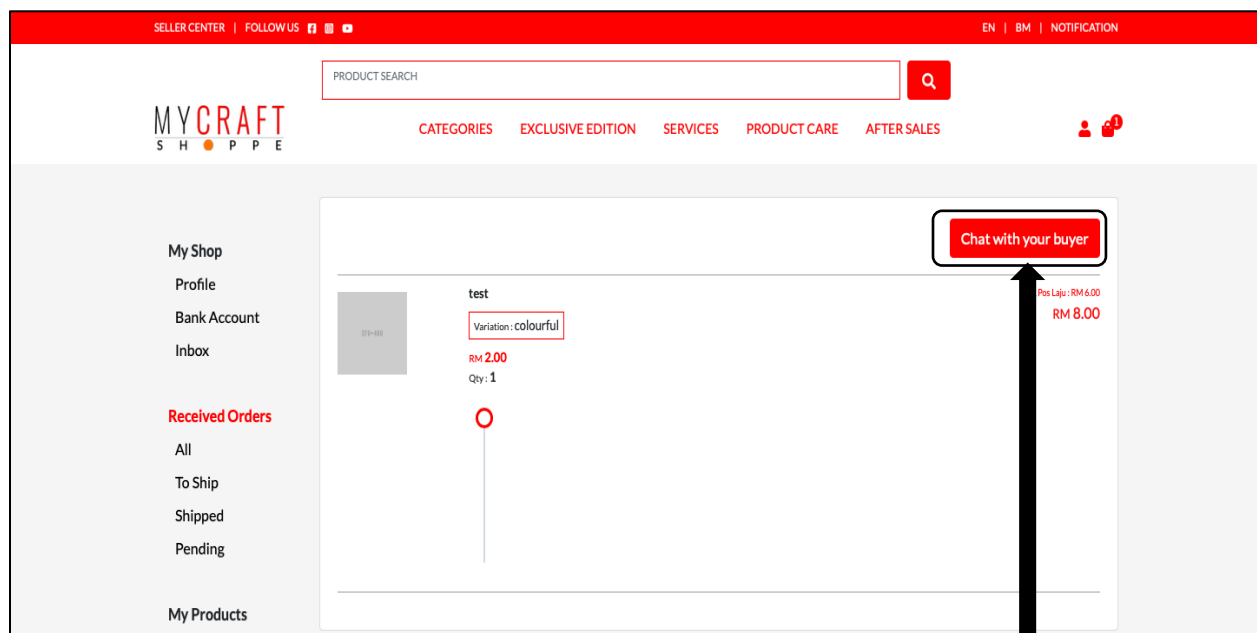 SELLER CENTER | FOLLOW US
EN | BM | NOTIFICATION
PRODUCT SEARCH
MYCRAFT
SHOPPE
CATEGORIES EXCLUSIVE EDITION SERVICES PRODUCT CARE AFTER SALES
1
My Shop
Profile
Bank Account
Inbox
Received Orders
All
To Ship
Shipped
Pending
My Products
Chat with your buyer
test
Variation : colourful
RM 2.00
Qty : 1
Pos Laju : RM 6.00
RM 8.00